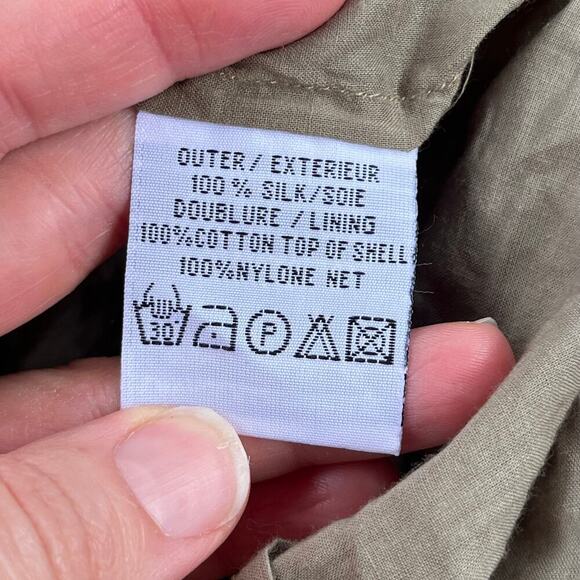 OUTER/ EXTERIEUR
100 % SILK/SOIE
DOUBLURE / LINING
100%COTTON TOP OF SHELL
100%NYLONE NET
30° P